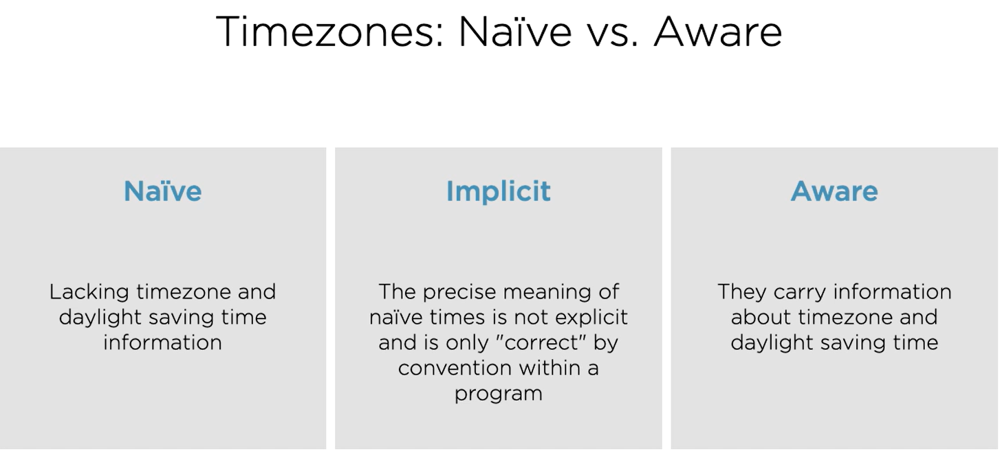 Timezones: Naïve vs. Aware
Naïve
Lacking timezone and
daylight saving time
information
Implicit
The precise meaning of
naïve times is not explicit
and is only "correct" by
convention within a
program
Aware
They carry information
about timezone and
daylight saving time